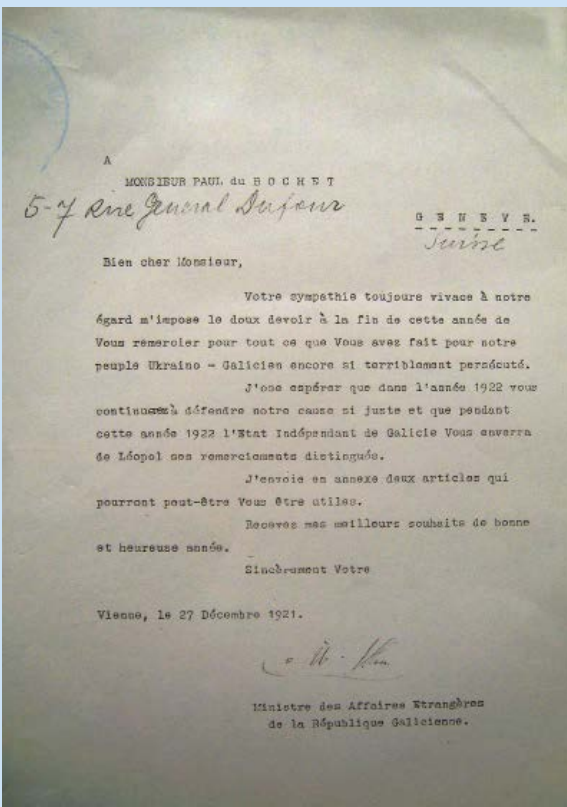 A
MONSIEUR PAUL du BOCHET
5-7 Rue General Dufour
GENEVE.
Suisse
Bien cher Monsieur,
Votre sympathie toujours vivace à notre
égard m'impose le doux devoir à la fin de cette année de
Vous remercier pour tout ce que Vous avez fait pour notre
peuple Ukraino - Galicien encore si terriblement persécuté.
J'ose espérer que dans l'année 1922 vous
continuerez à défendre notre cause si juste et que pendant
cette année 1922 l'Etat Indépendant de Galicie Vous enverra
de Léopol ses remerciements distingués.
J'envoie en annexe deux articles qui
pourront peut-être Vous être utiles.
Recevez mes meilleurs souhaits de bonne
et heureuse année.
Sincèrement Votre
Vienne, le 27 Décembre 1921.
Ministre des Affaires Etrangères
de la République Galicienne.